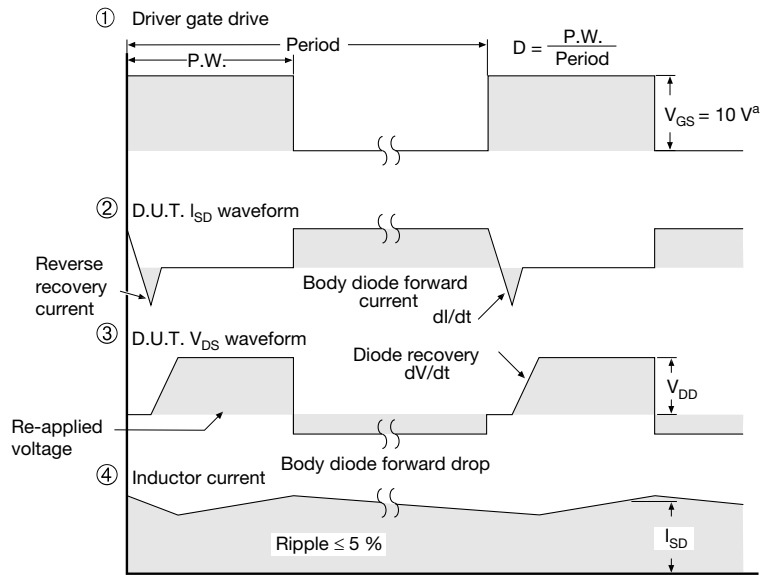 ① Driver gate drive
Period
P.W.
D = P.W. / Period
V_GS = 10 V^a
② D.U.T. I_SD waveform
Reverse
recovery
current
Body diode forward
current
dI/dt
③ D.U.T. V_DS waveform
Diode recovery
dV/dt
V_DD
Re-applied
voltage
Body diode forward drop
④ Inductor current
Ripple ≤ 5 %
I_SD